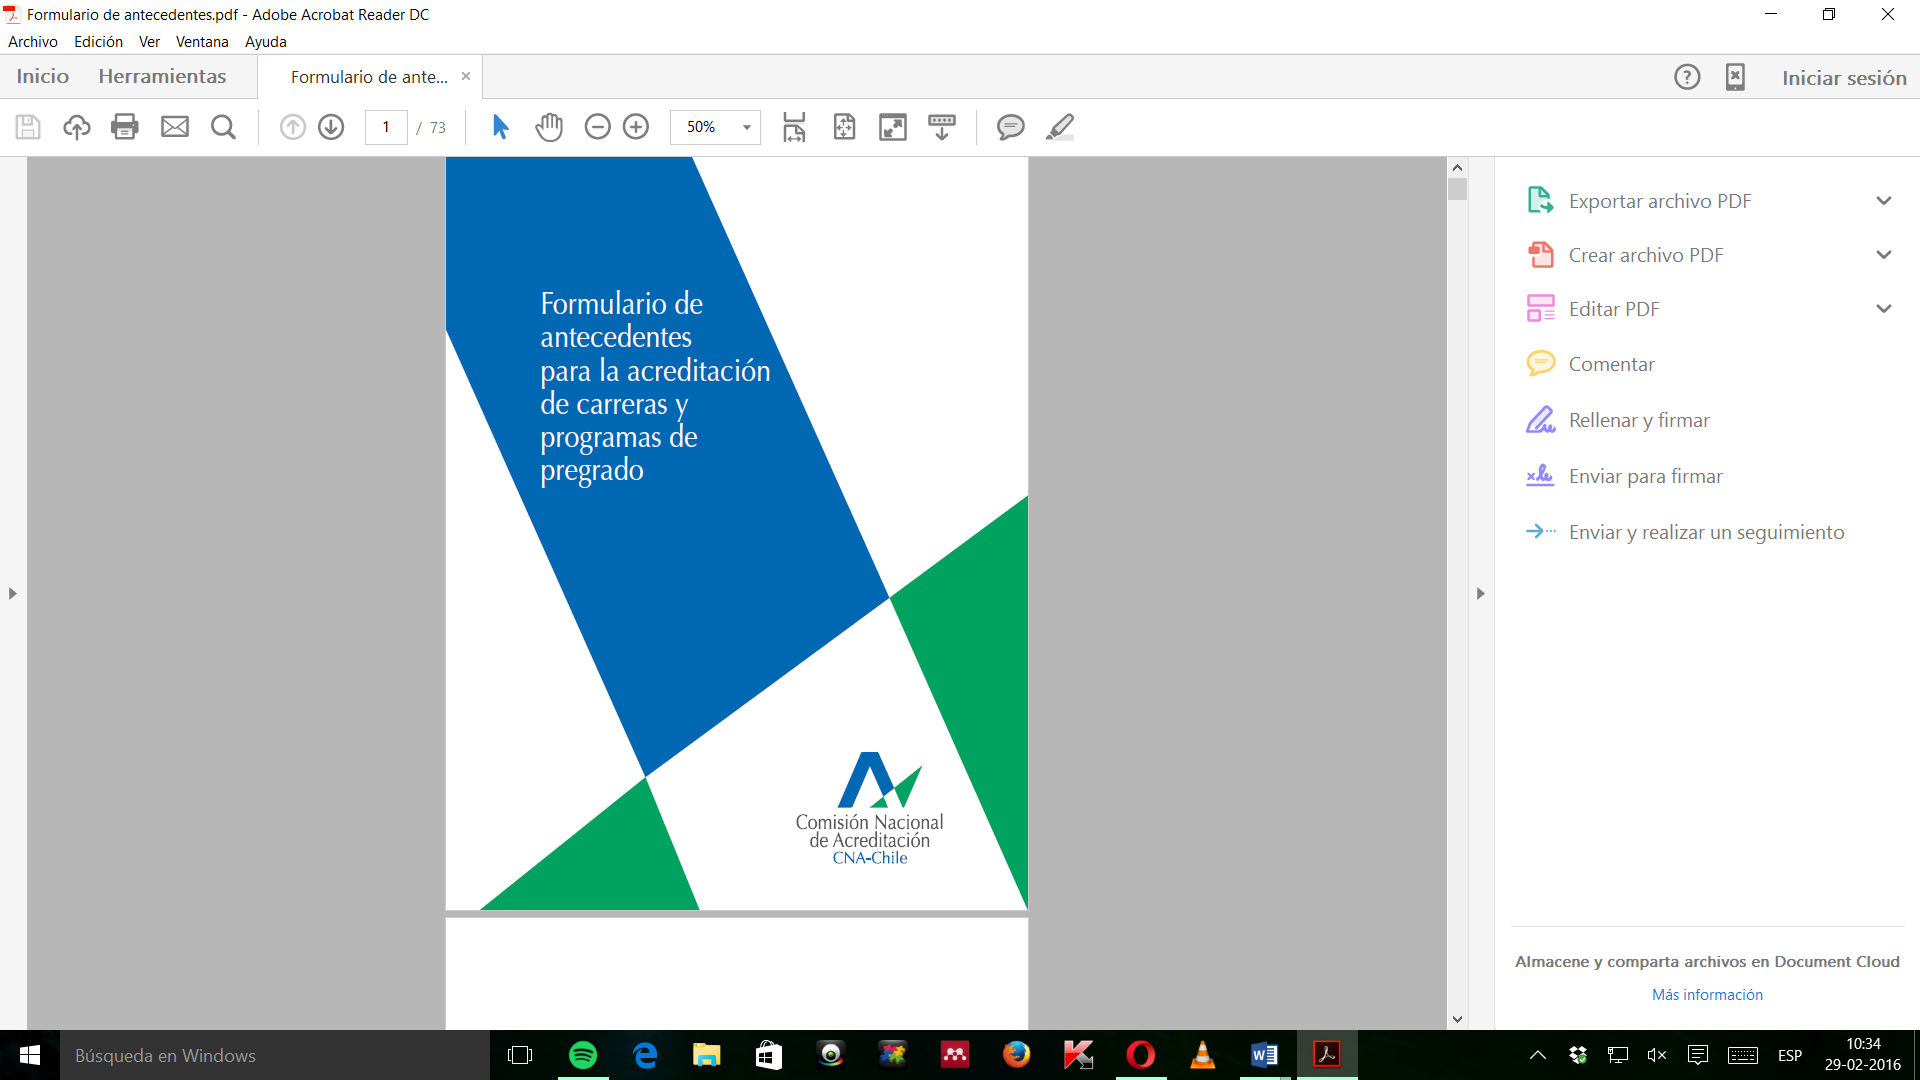 Formulario de antecedentes.pdf - Adobe Acrobat Reader DC
Archivo Edición Ver Ventana Ayuda
Inicio Herramientas Formulario de ante... Iniciar sesión
1 / 73 50%
Formulario de
antecedentes
para la acreditación
de carreras y
programas de
pregrado
Comisión Nacional
de Acreditación
CNA-Chile
Exportar archivo PDF
Crear archivo PDF
Editar PDF
Comentar
Rellenar y firmar
Enviar para firmar
Enviar y realizar un seguimiento
Almacene y comparta archivos en Document Cloud
Más información
Búsqueda en Windows
ESP
10:34
29-02-2016